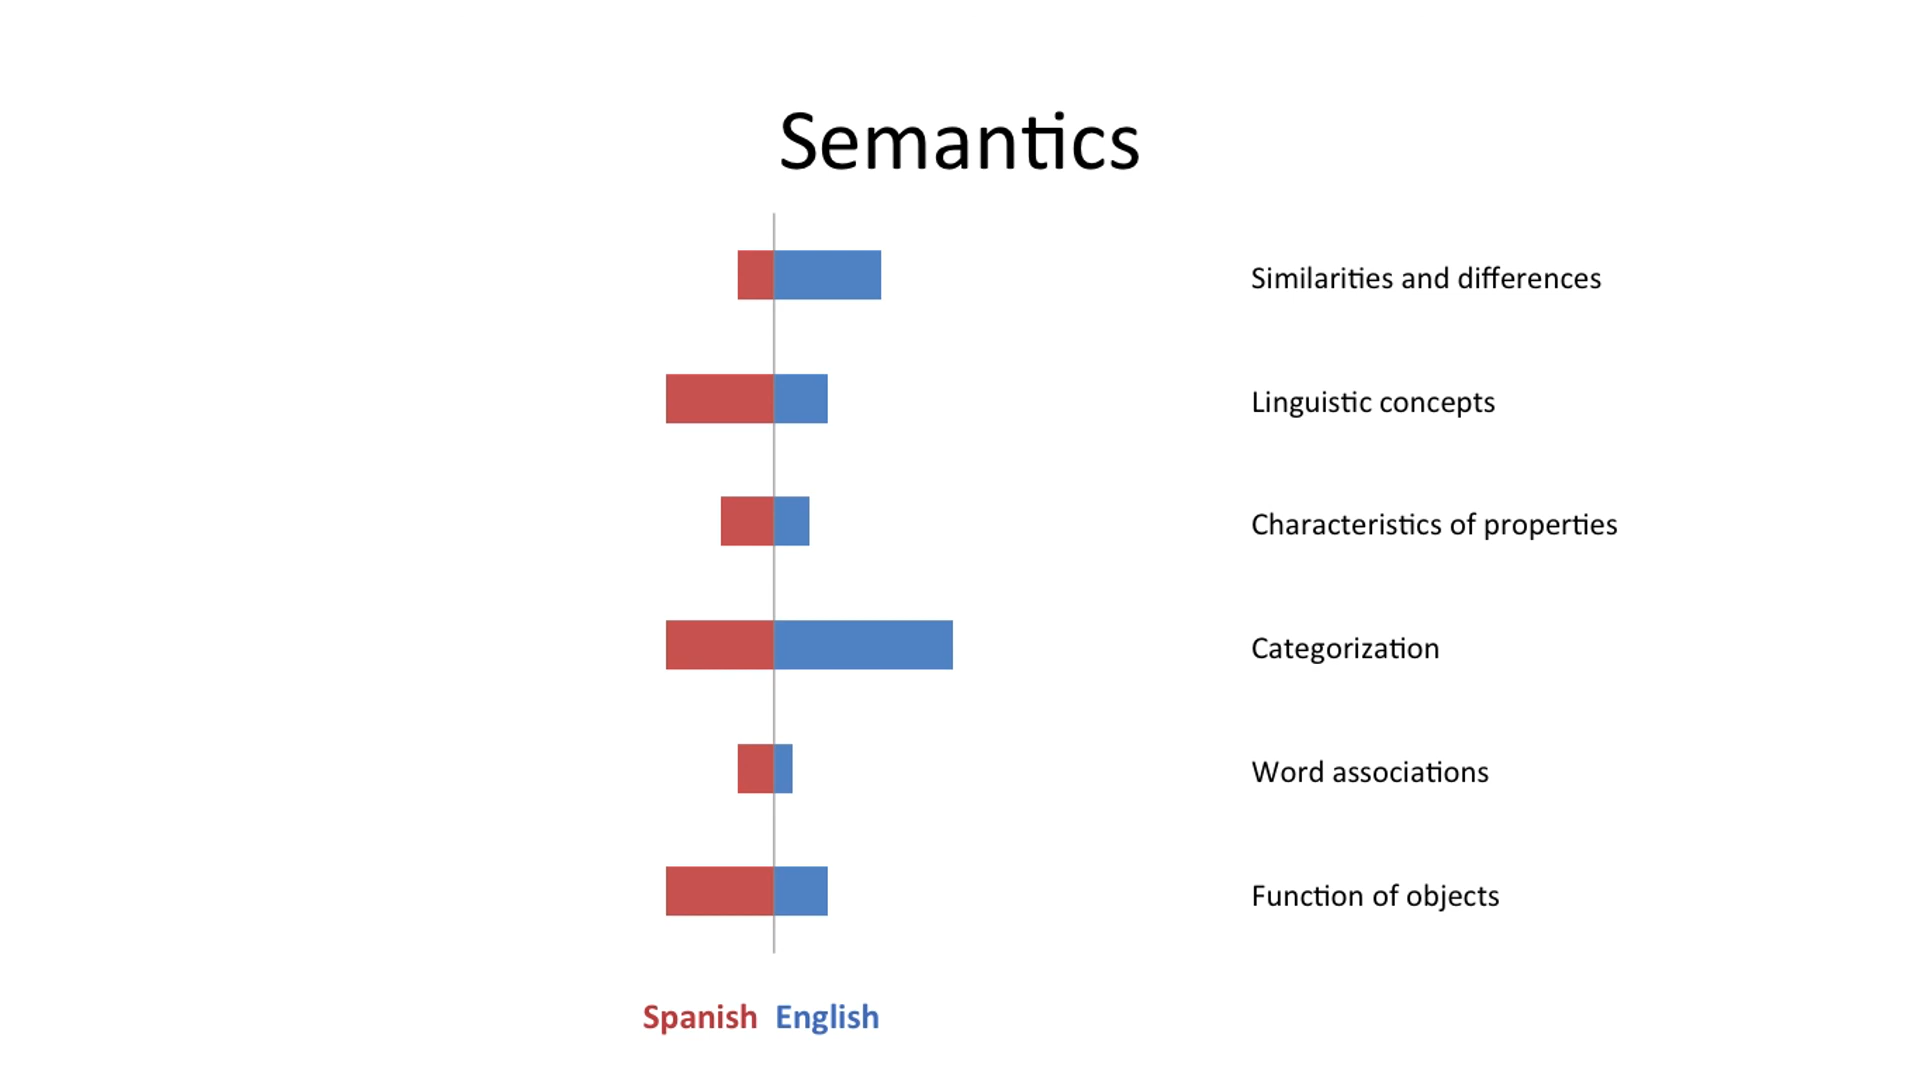 Semantics
Similarities and differences
Linguistic concepts
Characteristics of properties
Categorization
Word associations
Function of objects
Spanish English